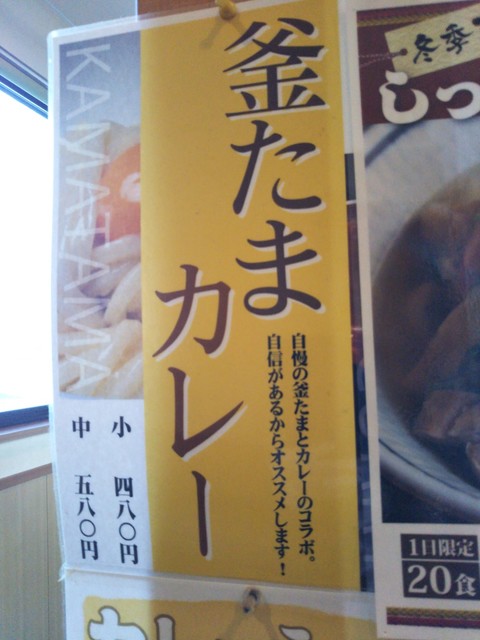 釜たま
カレー
自慢の釜たまとカレーのコラボ。
自信があるからオススメします!
KAMATAMA
小 四八〇円
中 五八〇円
冬季
しっ
1日限定
20食